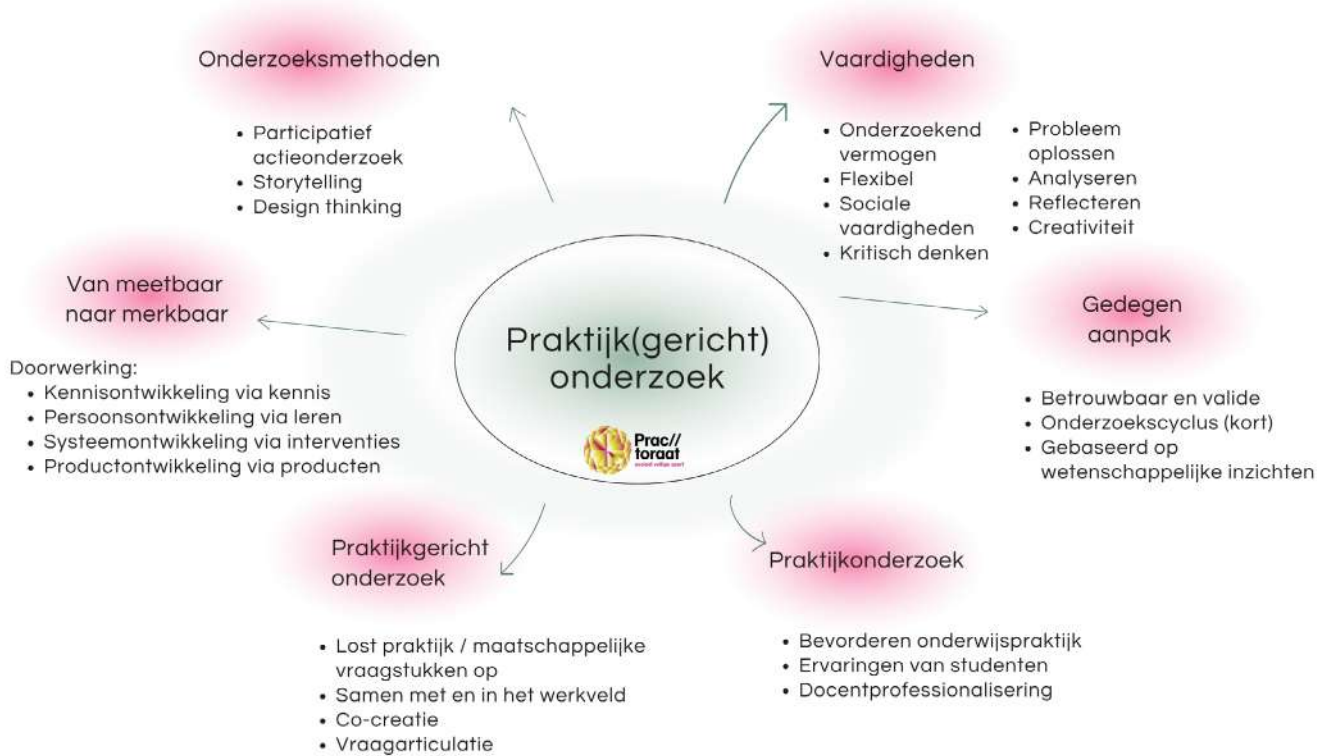 Onderzoeksmethoden
• Participatief
actieonderzoek
• Storytelling
• Design thinking
Vaardigheden
• Onderzoekend
vermogen
• Flexibel
• Sociale
vaardigheden
• Kritisch denken
• Probleem
oplossen
• Analyseren
• Reflecteren
• Creativiteit
Van meetbaar
naar merkbaar
Doorwerking:
• Kennisontwikkeling via kennis
• Persoonsontwikkeling via leren
• Systeemontwikkeling via interventies
• Productontwikkeling via producten
Praktijk(gericht)
onderzoek
Prac//
toraat
Gedegen
aanpak
• Betrouwbaar en valide
• Onderzoekscyclus (kort)
• Gebaseerd op
wetenschappelijke inzichten
Praktijkgericht
onderzoek
• Lost praktijk / maatschappelijke
vraagstukken op
• Samen met en in het werkveld
• Co-creatie
• Vraagarticulatie
Praktijkonderzoek
• Bevorderen onderwijspraktijk
• Ervaringen van studenten
• Docentprofessionalisering